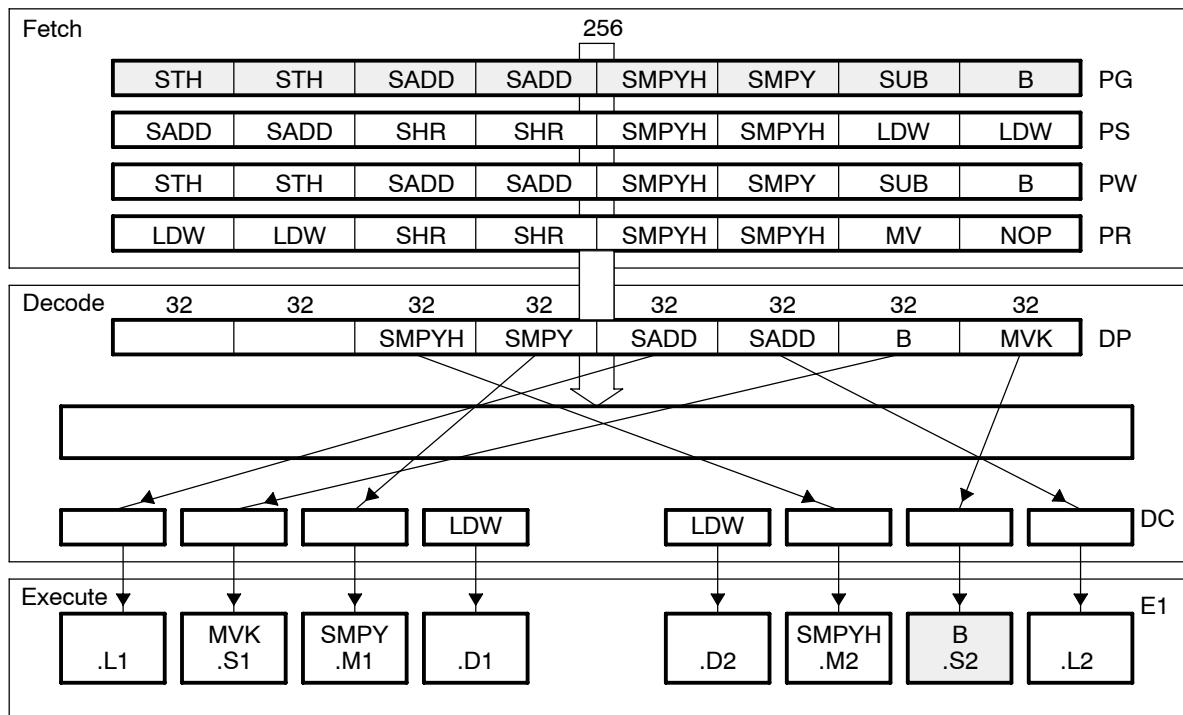 Fetch 256
STH STH SADD SADD SMPYH SMPY SUB B PG
SADD SADD SHR SHR SMPYH SMPYH LDW LDW PS
STH STH SADD SADD SMPYH SMPY SUB B PW
LDW LDW SHR SHR SMPYH SMPYH MV NOP PR
Decode 32 32 32 32 32 32 32 32
SMPYH SMPY SADD SADD B MVK DP
LDW LDW DC
Execute E1
MVK SMPY SMPYH B
.L1 .S1 .M1 .D1 .D2 .M2 .S2 .L2